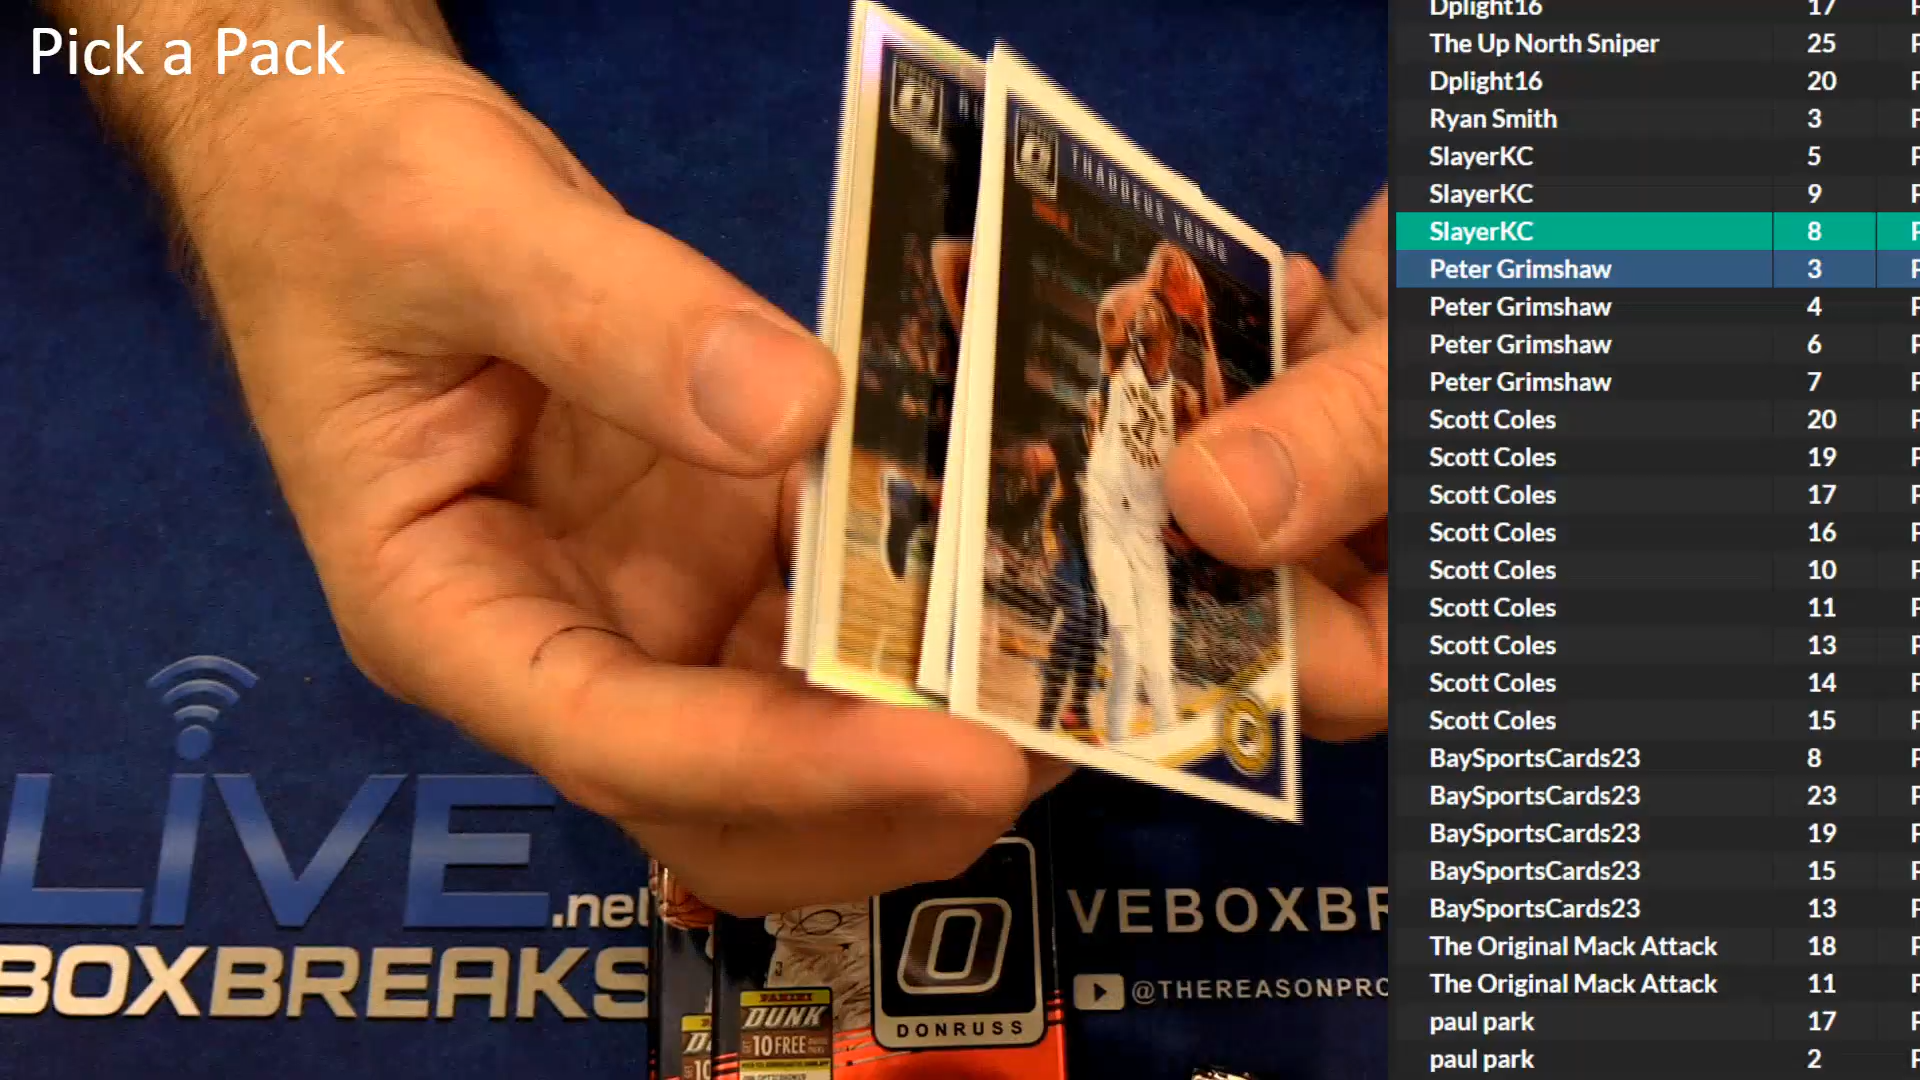 Pick a Pack
THADDEUS YOUNG
LIVE
.net
BOXBREAKS
VEBOXBR
@THEREASONPRO
DONRUSS
PANINI
DUNK
10 FREE
Dplight16 17
The Up North Sniper 25
Dplight16 20
Ryan Smith 3
SlayerKC 5
SlayerKC 9
SlayerKC 8
Peter Grimshaw 3
Peter Grimshaw 4
Peter Grimshaw 6
Peter Grimshaw 7
Scott Coles 20
Scott Coles 19
Scott Coles 17
Scott Coles 16
Scott Coles 10
Scott Coles 11
Scott Coles 13
Scott Coles 14
Scott Coles 15
BaySportsCards23 8
BaySportsCards23 23
BaySportsCards23 19
BaySportsCards23 15
BaySportsCards23 13
The Original Mack Attack 18
The Original Mack Attack 11
paul park 17
paul park 2